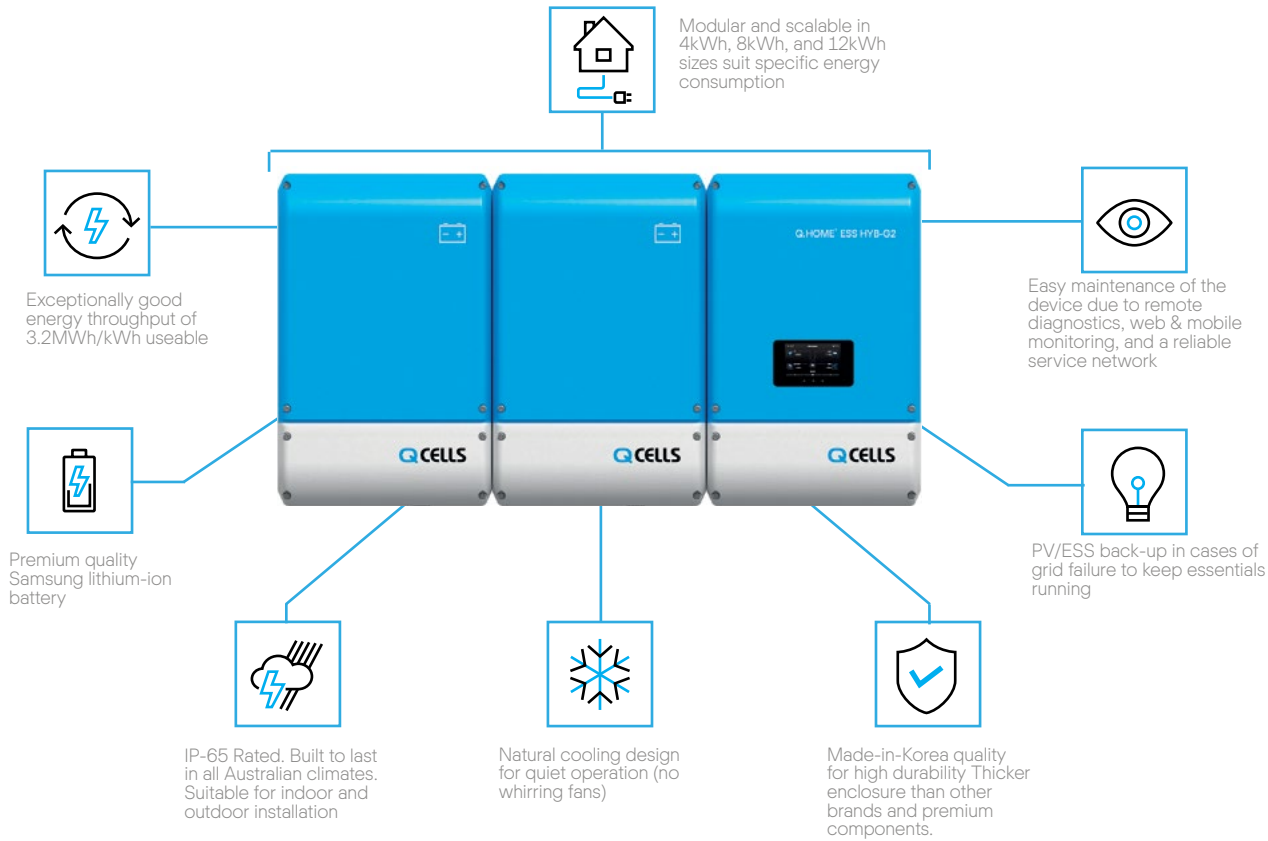 Modular and scalable in
4kWh, 8kWh, and 12kWh
sizes suit specific energy
consumption
Exceptionally good
energy throughput of
3.2MWh/kWh useable
Q.HOME+ ESS HYB-G2
Easy maintenance of the
device due to remote
diagnostics, web & mobile
monitoring, and a reliable
service network
QCELLS
QCELLS
QCELLS
Premium quality
Samsung lithium-ion
battery
PV/ESS back-up in cases of
grid failure to keep essentials
running
IP-65 Rated. Built to last
in all Australian climates.
Suitable for indoor and
outdoor installation
Natural cooling design
for quiet operation (no
whirring fans)
Made-in-Korea quality
for high durability Thicker
enclosure than other
brands and premium
components.